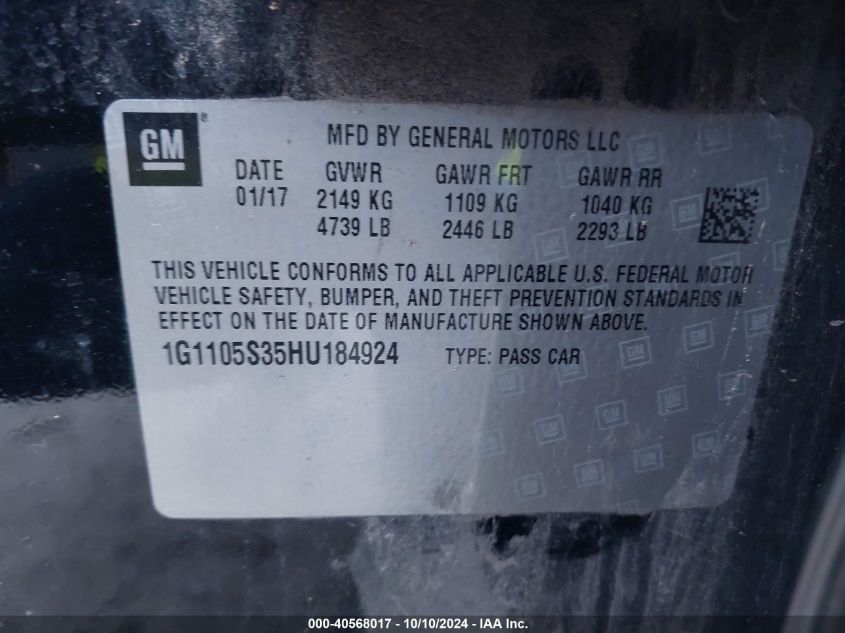 GM ®
MFD BY GENERAL MOTORS LLC
DATE GVWR GAWR FRT GAWR RR
01/17 2149 KG 1109 KG 1040 KG
4739 LB 2446 LB 2293 LB
THIS VEHICLE CONFORMS TO ALL APPLICABLE U.S. FEDERAL MOTOR
VEHICLE SAFETY, BUMPER, AND THEFT PREVENTION STANDARDS IN
EFFECT ON THE DATE OF MANUFACTURE SHOWN ABOVE.
1G1105S35HU184924 TYPE: PASS CAR
000-40568017 - 10/10/2024 - IAA Inc.